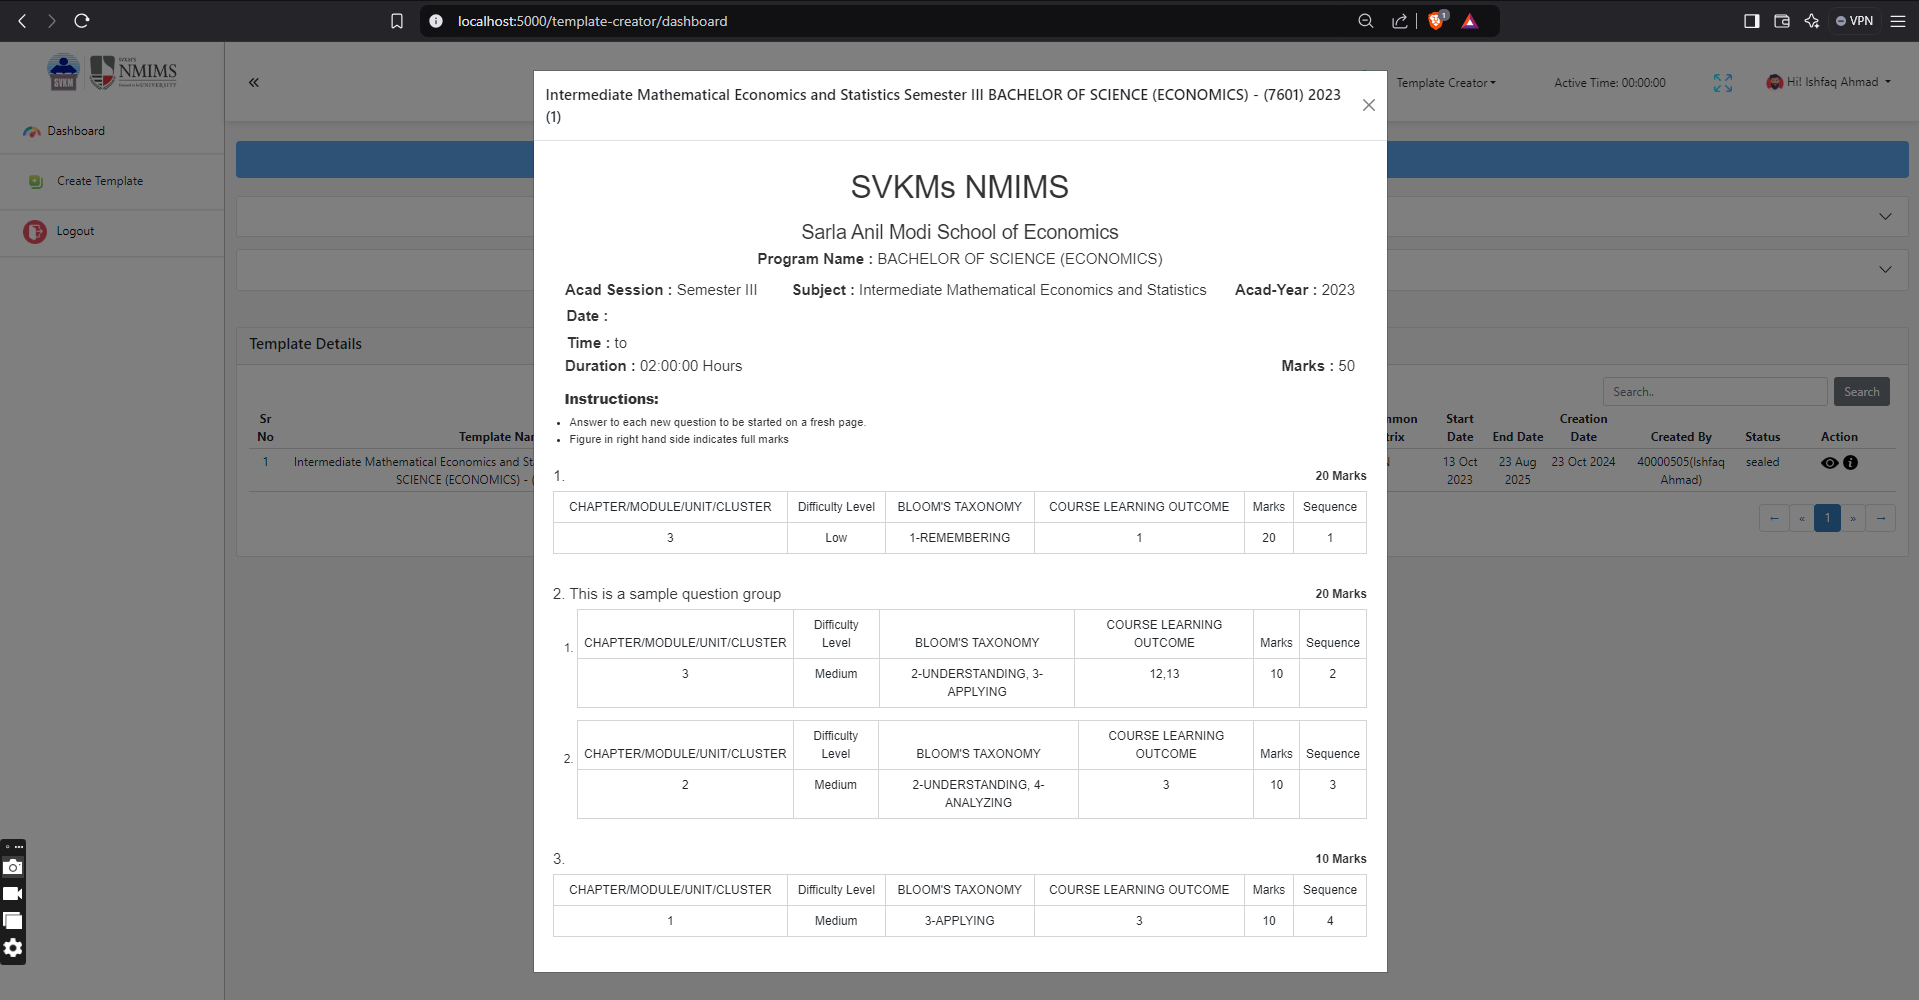 localhost:5000/template-creator/dashboard
1
VPN
SVKM
SVKM'S
NMIMS
Dashboard
Create Template
Logout
«
Template Creator
Active Time: 00:00:00
Hi! Ishfaq Ahmad
Intermediate Mathematical Economics and Statistics Semester III BACHELOR OF SCIENCE (ECONOMICS) - (7601) 2023
(1)
SVKMs NMIMS
Sarla Anil Modi School of Economics
Program Name : BACHELOR OF SCIENCE (ECONOMICS)
Acad Session : Semester III Subject : Intermediate Mathematical Economics and Statistics Acad-Year : 2023
Date :
Time : to
Duration : 02:00:00 Hours Marks : 50
Instructions:
• Answer to each new question to be started on a fresh page.
• Figure in right hand side indicates full marks
1. 20 Marks
CHAPTER/MODULE/UNIT/CLUSTER Difficulty Level BLOOM'S TAXONOMY COURSE LEARNING OUTCOME Marks Sequence
3 Low 1-REMEMBERING 1 20 1
2. This is a sample question group 20 Marks
1.
CHAPTER/MODULE/UNIT/CLUSTER Difficulty Level BLOOM'S TAXONOMY COURSE LEARNING OUTCOME Marks Sequence
3 Medium 2-UNDERSTANDING, 3-APPLYING 12,13 10 2
2.
CHAPTER/MODULE/UNIT/CLUSTER Difficulty Level BLOOM'S TAXONOMY COURSE LEARNING OUTCOME Marks Sequence
2 Medium 2-UNDERSTANDING, 4-ANALYZING 3 10 3
3. 10 Marks
CHAPTER/MODULE/UNIT/CLUSTER Difficulty Level BLOOM'S TAXONOMY COURSE LEARNING OUTCOME Marks Sequence
1 Medium 3-APPLYING 3 10 4
Template Details
Search.. Search
Sr No Template Nam mmon trix Start Date End Date Creation Date Created By Status Action
1 Intermediate Mathematical Economics and St 13 Oct 2023 23 Aug 2025 23 Oct 2024 40000505(Ishfaq Ahmad) sealed
SCIENCE (ECONOMICS) - (
← « 1 » →